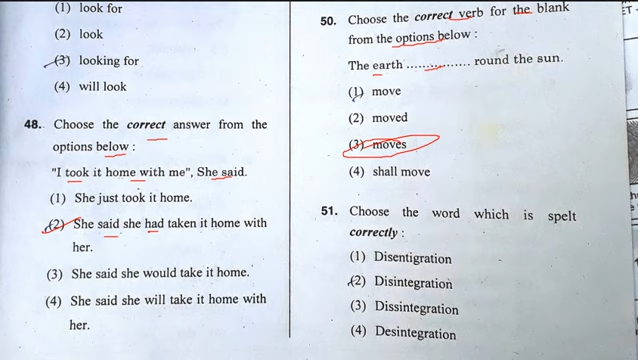 (1) look for
(2) look
(3) looking for
(4) will look
48. Choose the correct answer from the
options below :
"I took it home with me", She said.
(1) She just took it home.
(2) She said she had taken it home with
her.
(3) She said she would take it home.
(4) She said she will take it home with
her.
50. Choose the correct verb for the blank
from the options below :
The earth .................. round the sun.
(1) move
(2) moved
(3) moves
(4) shall move
51. Choose the word which is spelt
correctly :
(1) Disentigration
(2) Disintegration
(3) Dissintegration
(4) Desintegration